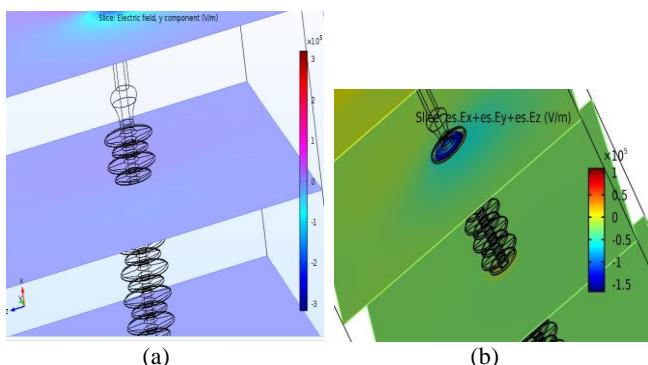 Slice: Electric field, y component (V/m)
×10⁵
3
2
1
0
-1
-2
-3
x
y
z
(a)
Slice: es.Ex+es.Ey+es.Ez (V/m)
×10⁵
1
0.5
0
-0.5
-1
-1.5
(b)